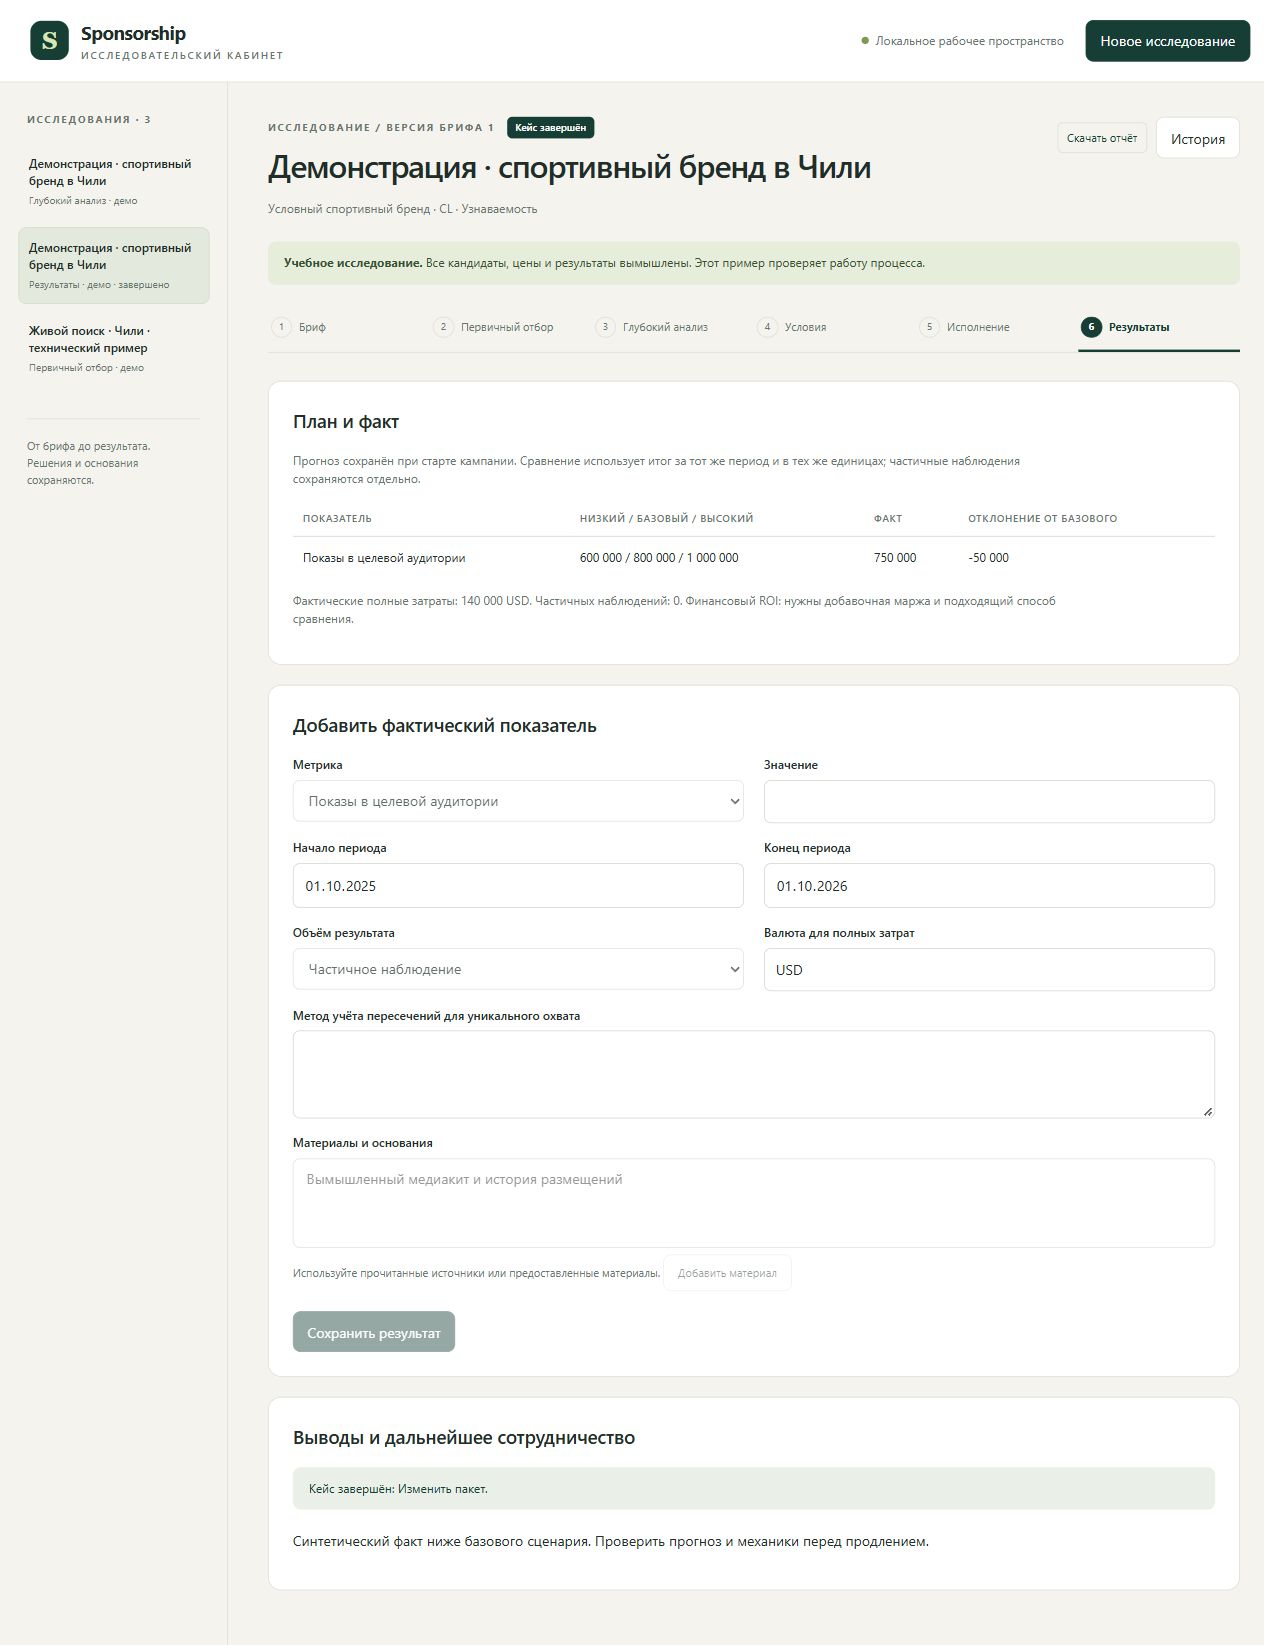 S
Sponsorship
ИССЛЕДОВАТЕЛЬСКИЙ КАБИНЕТ
Локальное рабочее пространство
Новое исследование
ИССЛЕДОВАНИЯ · 3
Демонстрация · спортивный
бренд в Чили
Глубокий анализ · демо
Демонстрация · спортивный
бренд в Чили
Результаты · демо · завершено
Живой поиск · Чили ·
технический пример
Первичный отбор · демо
От брифа до результата.
Решения и основания
сохраняются.
ИССЛЕДОВАНИЕ / ВЕРСИЯ БРИФА 1
Кейс завершён
Скачать отчёт
История
Демонстрация · спортивный бренд в Чили
Условный спортивный бренд · CL · Узнаваемость
Учебное исследование. Все кандидаты, цены и результаты вымышлены. Этот пример проверяет работу процесса.
1 Бриф
2 Первичный отбор
3 Глубокий анализ
4 Условия
5 Исполнение
6 Результаты
План и факт
Прогноз сохранён при старте кампании. Сравнение использует итог за тот же период и в тех же единицах; частичные наблюдения
сохраняются отдельно.
ПОКАЗАТЕЛЬ НИЗКИЙ / БАЗОВЫЙ / ВЫСОКИЙ ФАКТ ОТКЛОНЕНИЕ ОТ БАЗОВОГО
Показы в целевой аудитории 600 000 / 800 000 / 1 000 000 750 000 -50 000
Фактические полные затраты: 140 000 USD. Частичных наблюдений: 0. Финансовый ROI: нужны добавочная маржа и подходящий способ
сравнения.
Добавить фактический показатель
Метрика
Показы в целевой аудитории
Значение
Начало периода
01.10.2025
Конец периода
01.10.2026
Объём результата
Частичное наблюдение
Валюта для полных затрат
USD
Метод учёта пересечений для уникального охвата
Материалы и основания
Вымышленный медиакит и история размещений
Используйте прочитанные источники или предоставленные материалы.
Добавить материал
Сохранить результат
Выводы и дальнейшее сотрудничество
Кейс завершён: Изменить пакет.
Синтетический факт ниже базового сценария. Проверить прогноз и механики перед продлением.